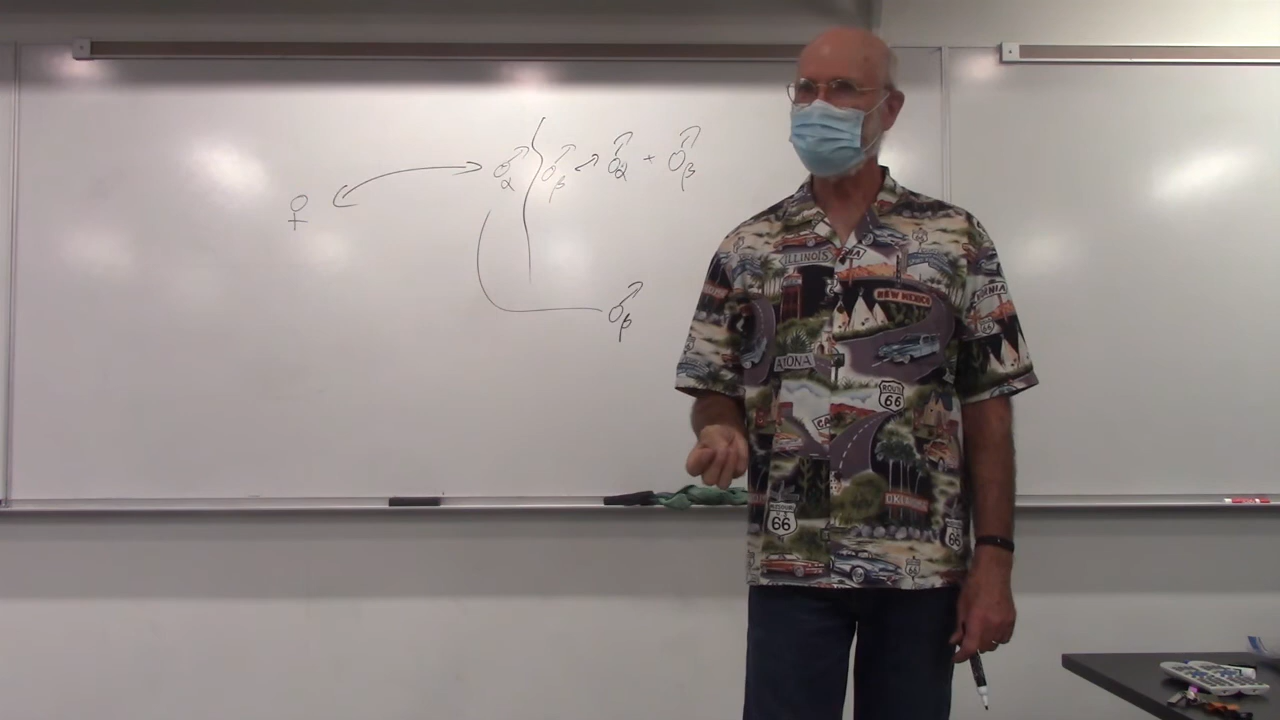 ♂α ♂β ↗ ♂α + ♂β
♀
♂β
ILLINOIS
NEW MEXICO
ROUTE
66
66
66